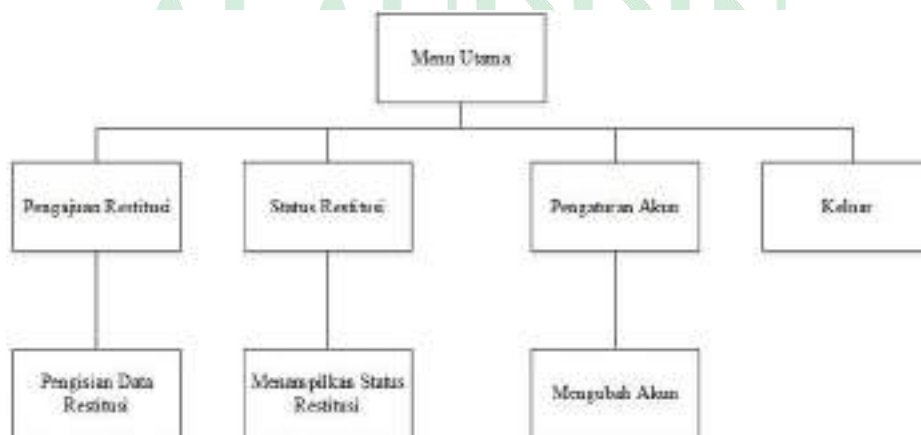 Menu Utama
Pengajuan Restitusi
Status Restitusi
Pengaturan Akun
Keluar
Pengisian Data
Restitusi
Menampilkan Status
Restitusi
Mengubah Akun